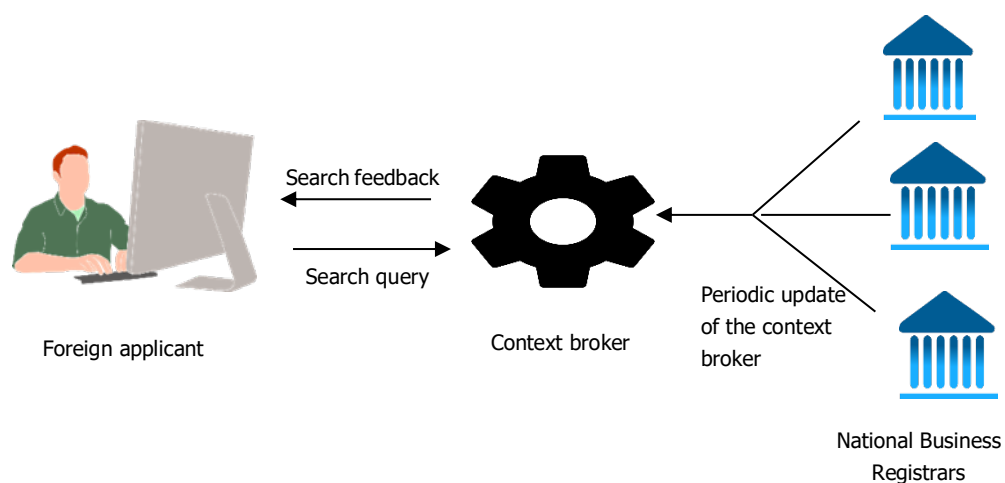 Search feedback
Search query
Foreign applicant
Context broker
Periodic update
of the context
broker
National Business
Registrars